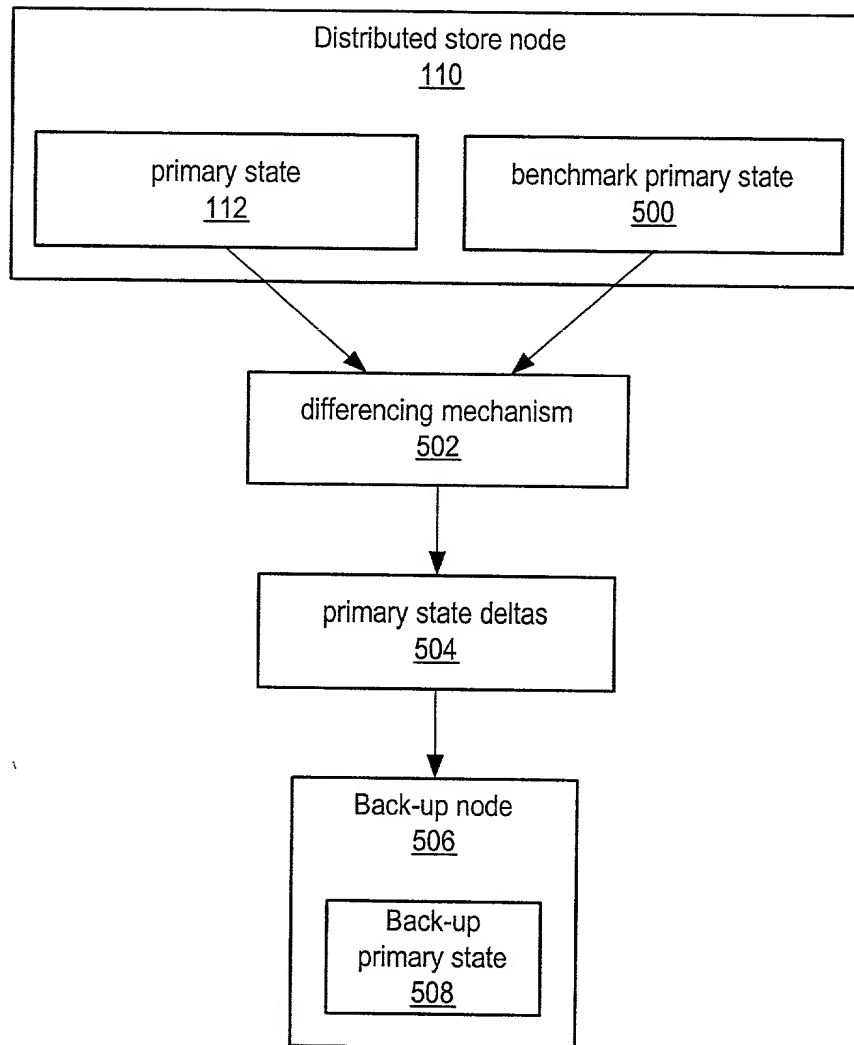 Distributed store node
110
primary state
112
benchmark primary state
500
differencing mechanism
502
primary state deltas
504
Back-up node
506
Back-up
primary state
508